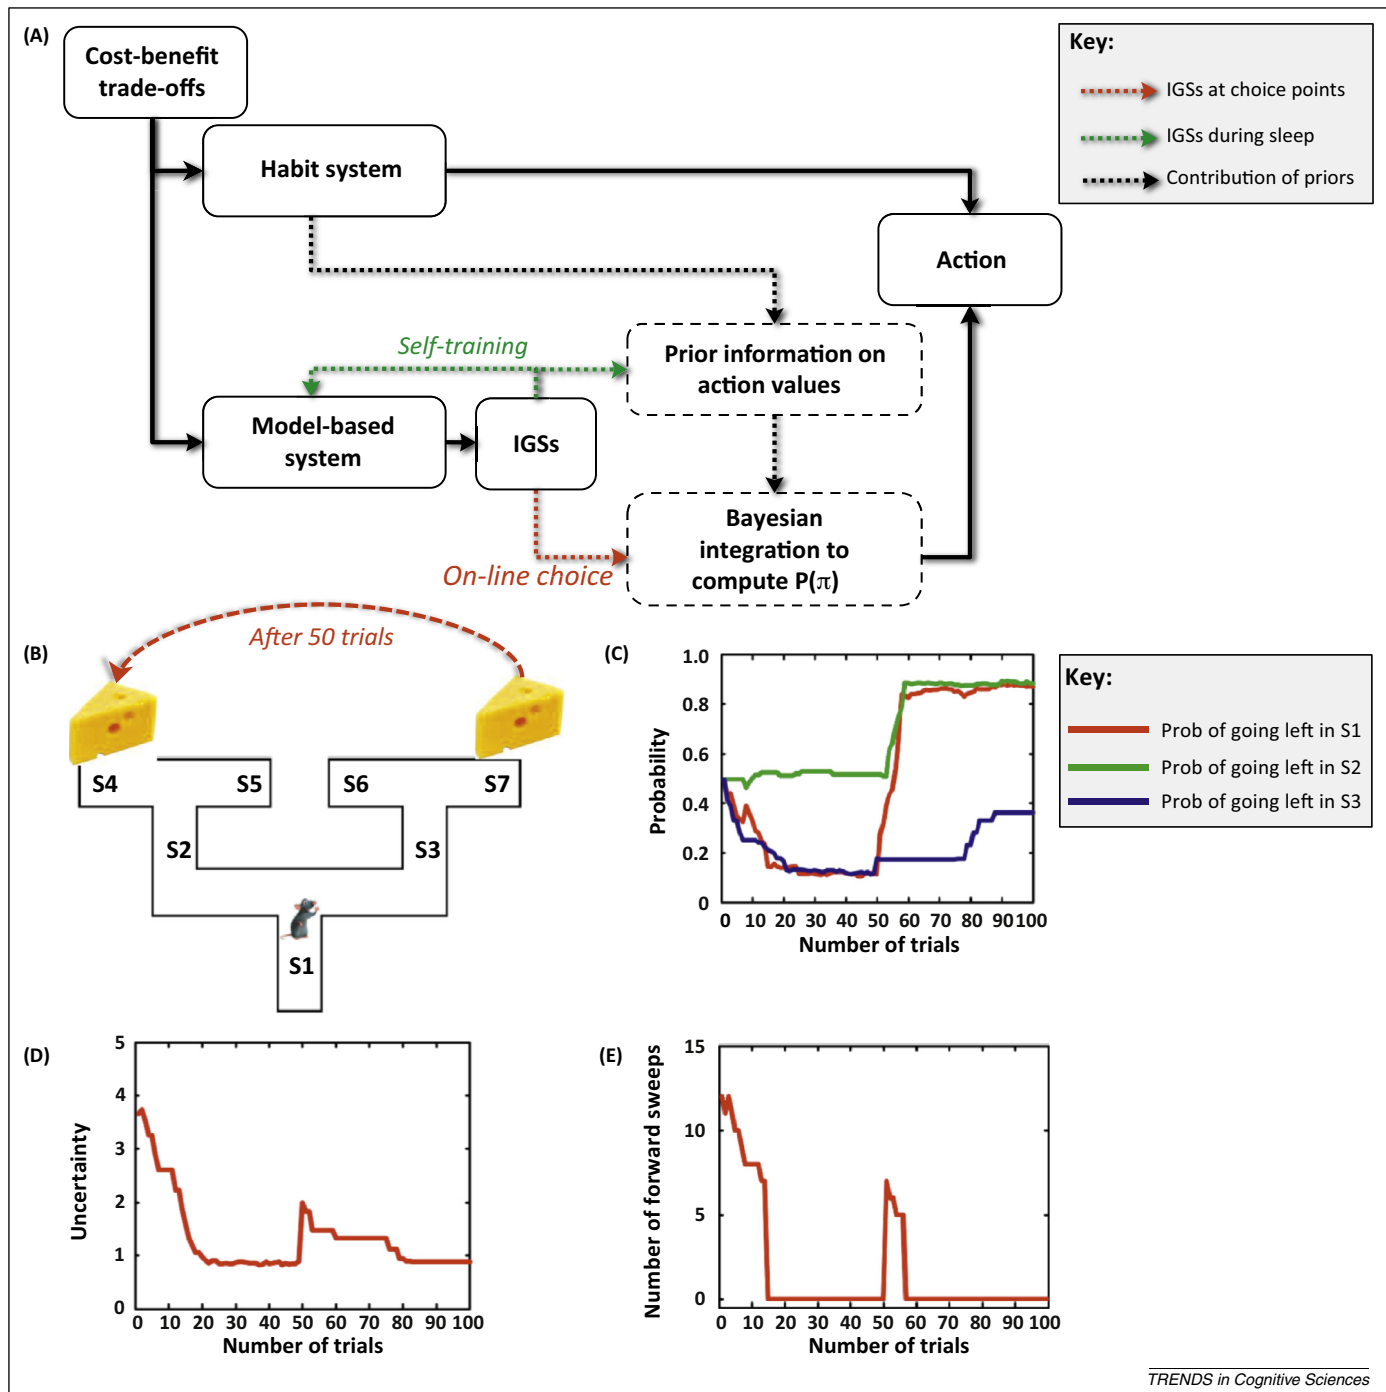 (A)
Cost-benefit
trade-offs
Habit system
Action
Self-training
Prior information on
action values
Model-based
system
IGSs
On-line choice
Bayesian
integration to
compute P(π)
Key:
IGSs at choice points
IGSs during sleep
Contribution of priors
(B)
After 50 trials
S4
S5
S6
S7
S2
S3
S1
(C)
1.0
0.8
0.6
0.4
0.2
0
Probability
0 10 20 30 40 50 60 70 80 90 100
Number of trials
Key:
Prob of going left in S1
Prob of going left in S2
Prob of going left in S3
(D)
5
4
3
2
1
0
Uncertainty
0 10 20 30 40 50 60 70 80 90 100
Number of trials
(E)
15
10
5
0
Number of forward sweeps
0 10 20 30 40 50 60 70 80 90 100
Number of trials
TRENDS in Cognitive Sciences